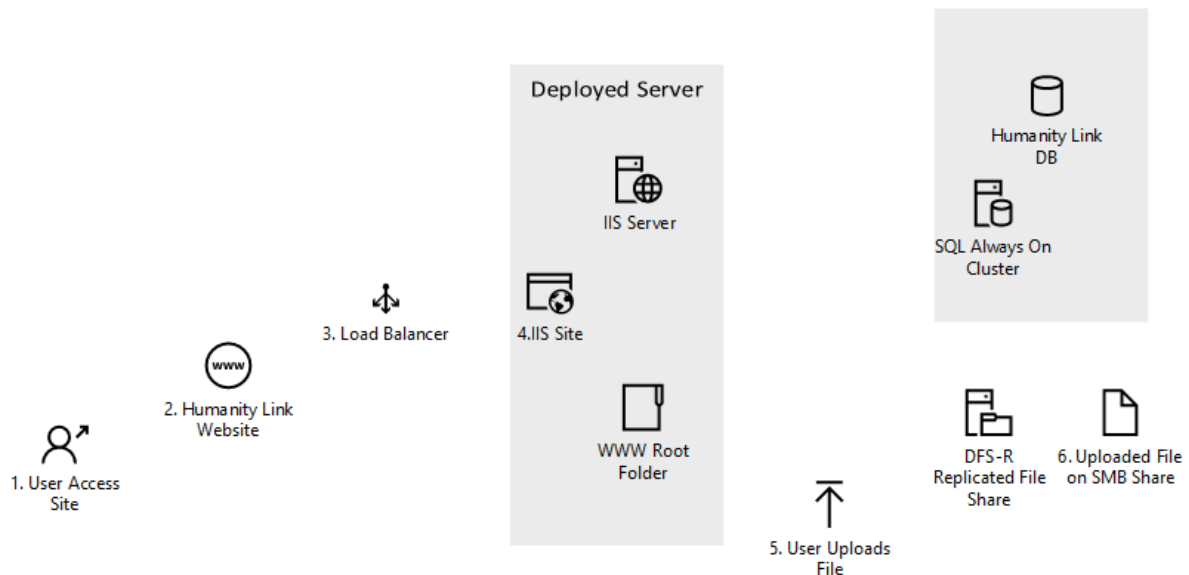 Deployed Server
Humanity Link
DB
IIS Server
SQL Always On
Cluster
3. Load Balancer
4.IIS Site
www
2. Humanity Link
Website
WWW Root
Folder
DFS-R
Replicated File
Share
6. Uploaded File
on SMB Share
1. User Access
Site
5. User Uploads
File